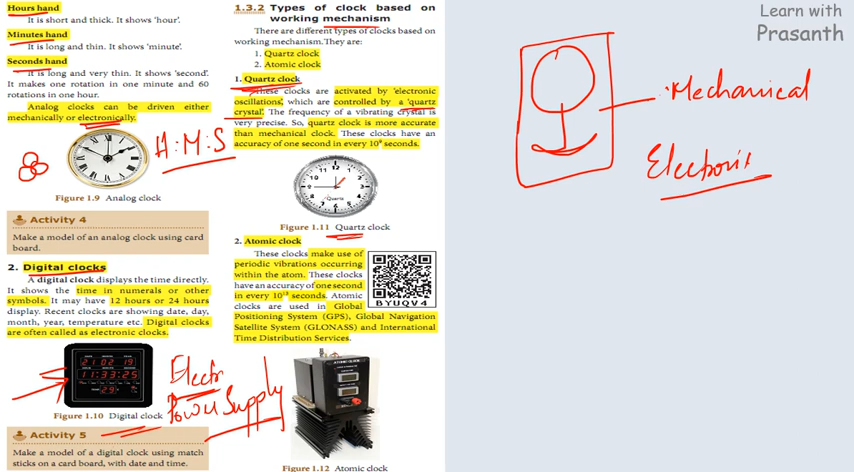 Hours hand
It is short and thick. It shows 'hour'.
Minutes hand
It is long and thin. It shows 'minute'.
Seconds hand
It is long and very thin. It shows 'second'.
It makes one rotation in one minute and 60
rotations in one hour.
Analog clocks can be driven either
mechanically or electronically.
H:M:S
Figure 1.9 Analog clock
Activity 4
Make a model of an analog clock using card
board.
2. Digital clocks
A digital clock displays the time directly.
It shows the time in numerals or other
symbols. It may have 12 hours or 24 hours
display. Recent clocks are showing date, day,
month, year, temperature etc. Digital clocks
are often called as electronic clocks.
21 02 19
11:33:25
29
Electr
Power Supply
Figure 1.10 Digital clock
Activity 5
Make a model of a digital clock using match
sticks on a card board, with date and time.
1.3.2 Types of clock based on
working mechanism
There are different types of clocks based on
working mechanism. They are:
1. Quartz clock
2. Atomic clock
1. Quartz clock
These clocks are activated by 'electronic
oscillations', which are controlled by a 'quartz
crystal'. The frequency of a vibrating crystal is
very precise. So, quartz clock is more accurate
than mechanical clock. These clocks have an
accuracy of one second in every 10⁹ seconds.
Quartz
Figure 1.11 Quartz clock
2. Atomic clock
These clocks make use of
periodic vibrations occurring
within the atom. These clocks
have an accuracy of one second
in every 10¹³ seconds. Atomic
clocks are used in Global
Positioning System (GPS), Global Navigation
Satellite System (GLONASS) and International
Time Distribution Services.
BYUQV4
ATOMIC CLOCK
Figure 1.12 Atomic clock
Learn with
Prasanth
Mechanical
Electroni